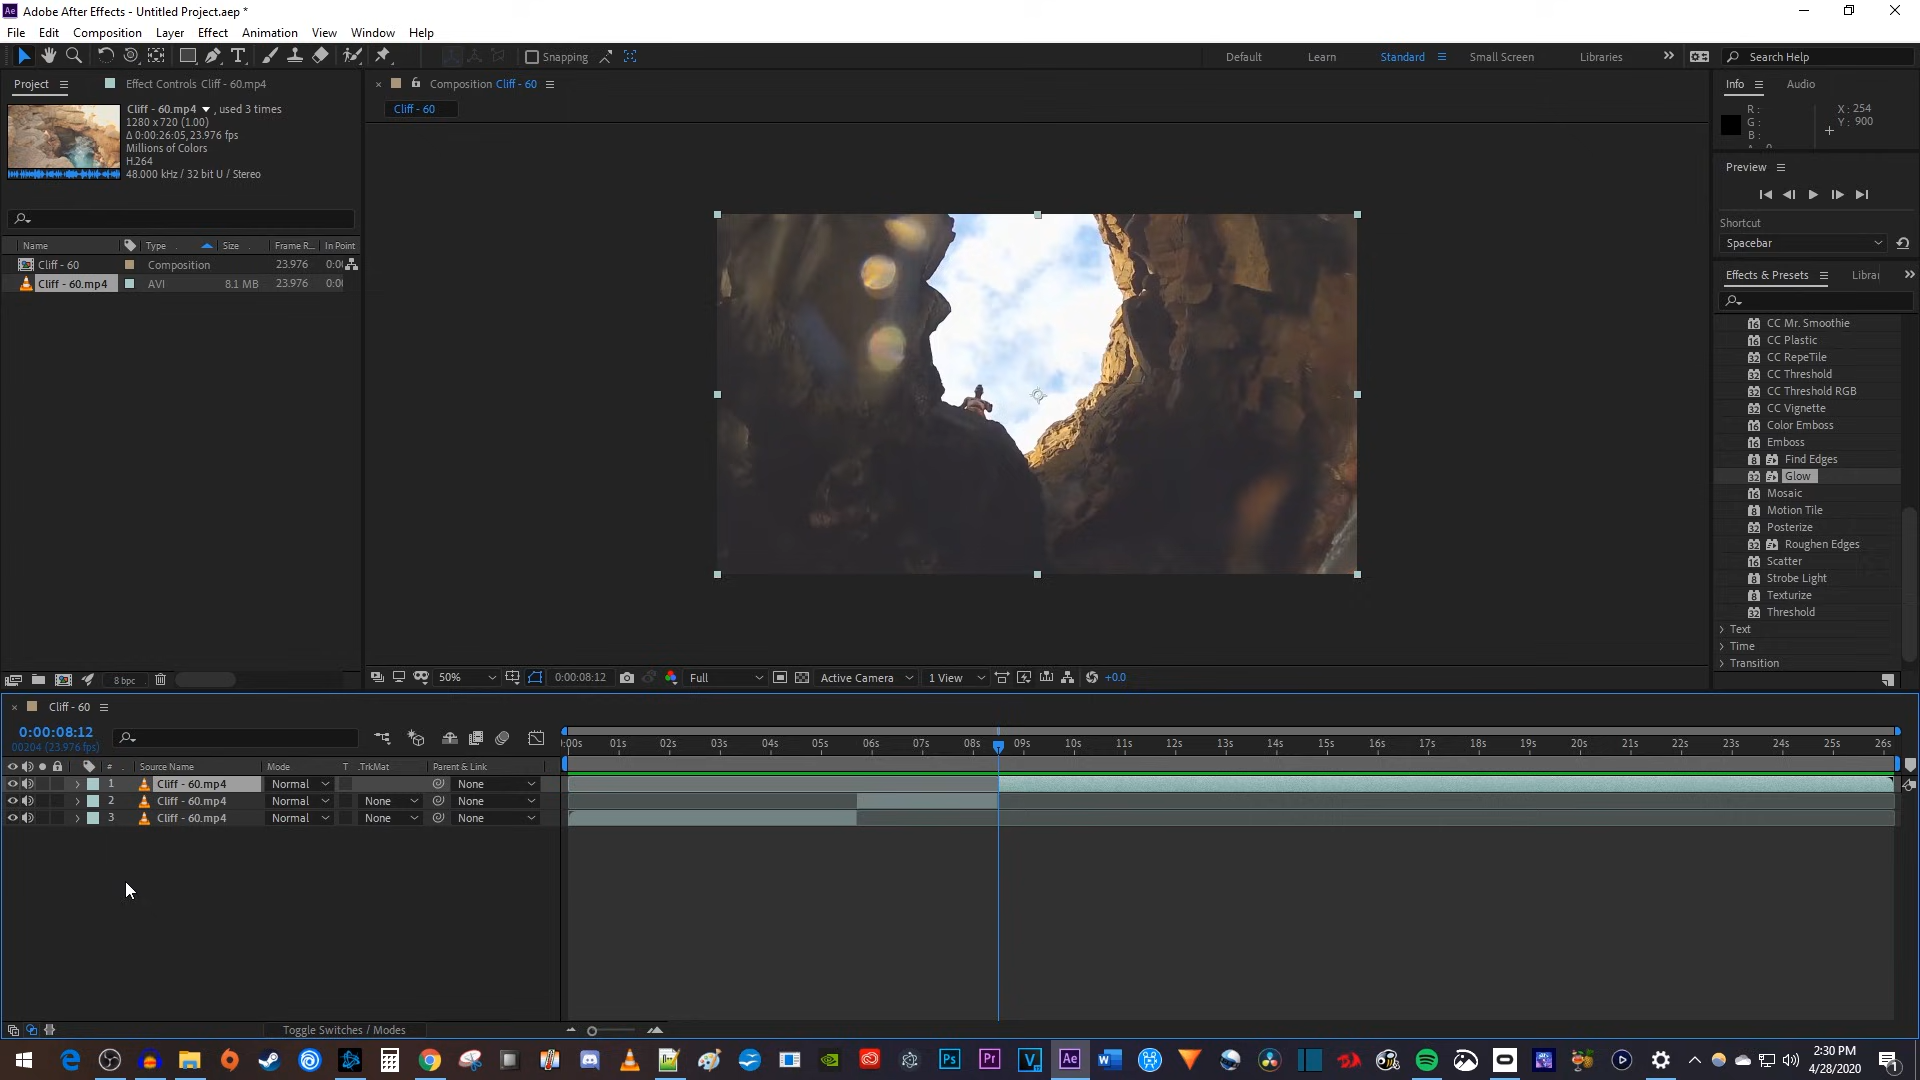 Adobe After Effects - Untitled Project.aep *
File Edit Composition Layer Effect Animation View Window Help
Snapping
Default Learn Standard Small Screen Libraries
Search Help
Project
Effect Controls Cliff - 60.mp4
Composition Cliff - 60
Info Audio
Cliff - 60.mp4 , used 3 times
1280 x 720 (1.00)
Δ 0:00:26:05, 23.976 fps
Millions of Colors
H.264
48.000 kHz / 32 bit U / Stereo
Cliff - 60
R :
G :
B :
X : 254
Y : 900
Preview
Shortcut
Spacebar
Name Type Size Frame R... In Point
Cliff - 60 Composition 23.976 0:0
Cliff - 60.mp4 AVI 8.1 MB 23.976 0:0
Effects & Presets Librar
CC Mr. Smoothie
CC Plastic
CC RepeTile
CC Threshold
CC Threshold RGB
CC Vignette
Color Emboss
Emboss
Find Edges
Glow
Mosaic
Motion Tile
Posterize
Roughen Edges
Scatter
Strobe Light
Texturize
Threshold
Text
Time
Transition
8 bpc
50% 0:00:08:12 Full Active Camera 1 View +0.0
Cliff - 60
0:00:08:12
00204 (23.976 fps)
:00s 01s 02s 03s 04s 05s 06s 07s 08s 09s 10s 11s 12s 13s 14s 15s 16s 17s 18s 19s 20s 21s 22s 23s 24s 25s 26s
# Source Name Mode T .TrkMat Parent & Link
1 Cliff - 60.mp4 Normal None
2 Cliff - 60.mp4 Normal None None
3 Cliff - 60.mp4 Normal None None
Toggle Switches / Modes
Ps Pr V Ae
2:30 PM
4/28/2020
1